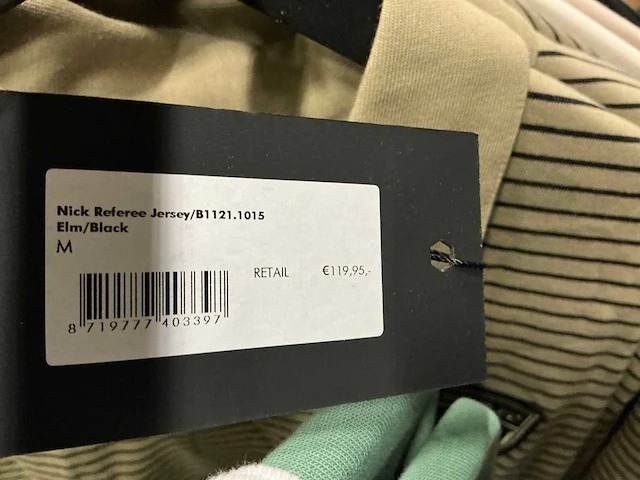 Nick Referee Jersey/B1121.1015
Elm/Black
M
RETAIL €119,95,-
8 719777 403397